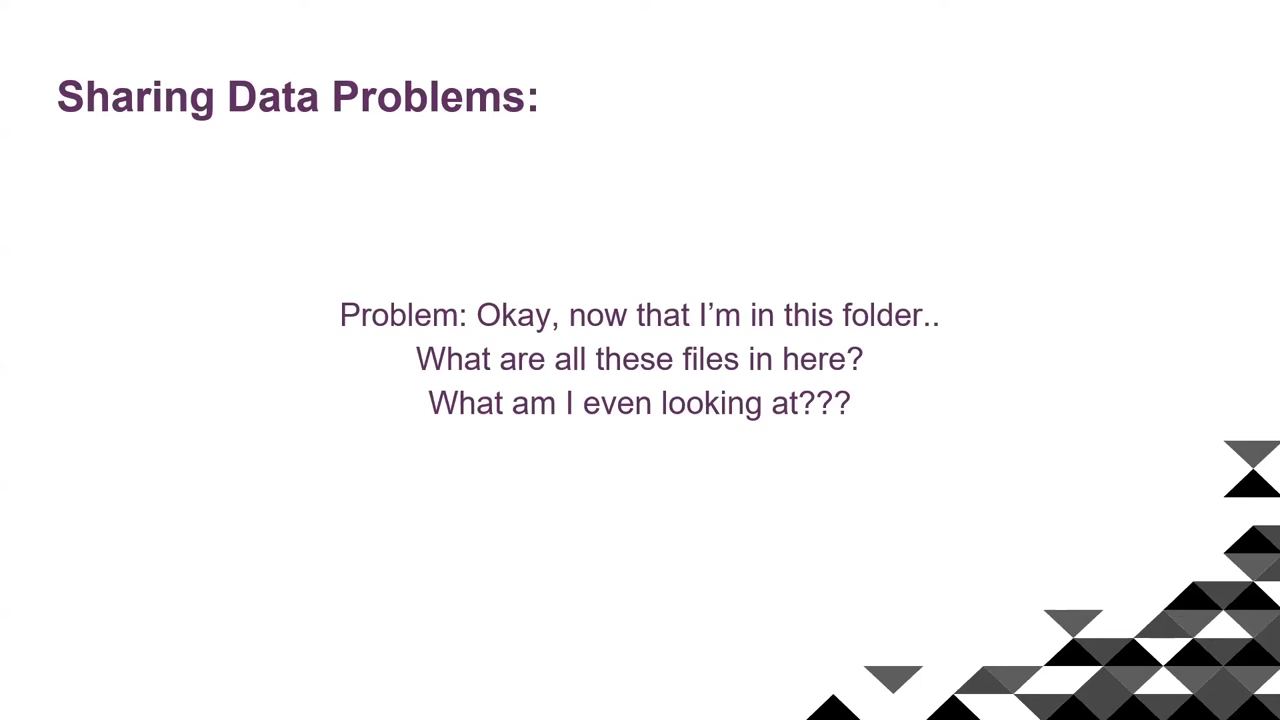 Sharing Data Problems:
Problem: Okay, now that I’m in this folder..
What are all these files in here?
What am I even looking at???